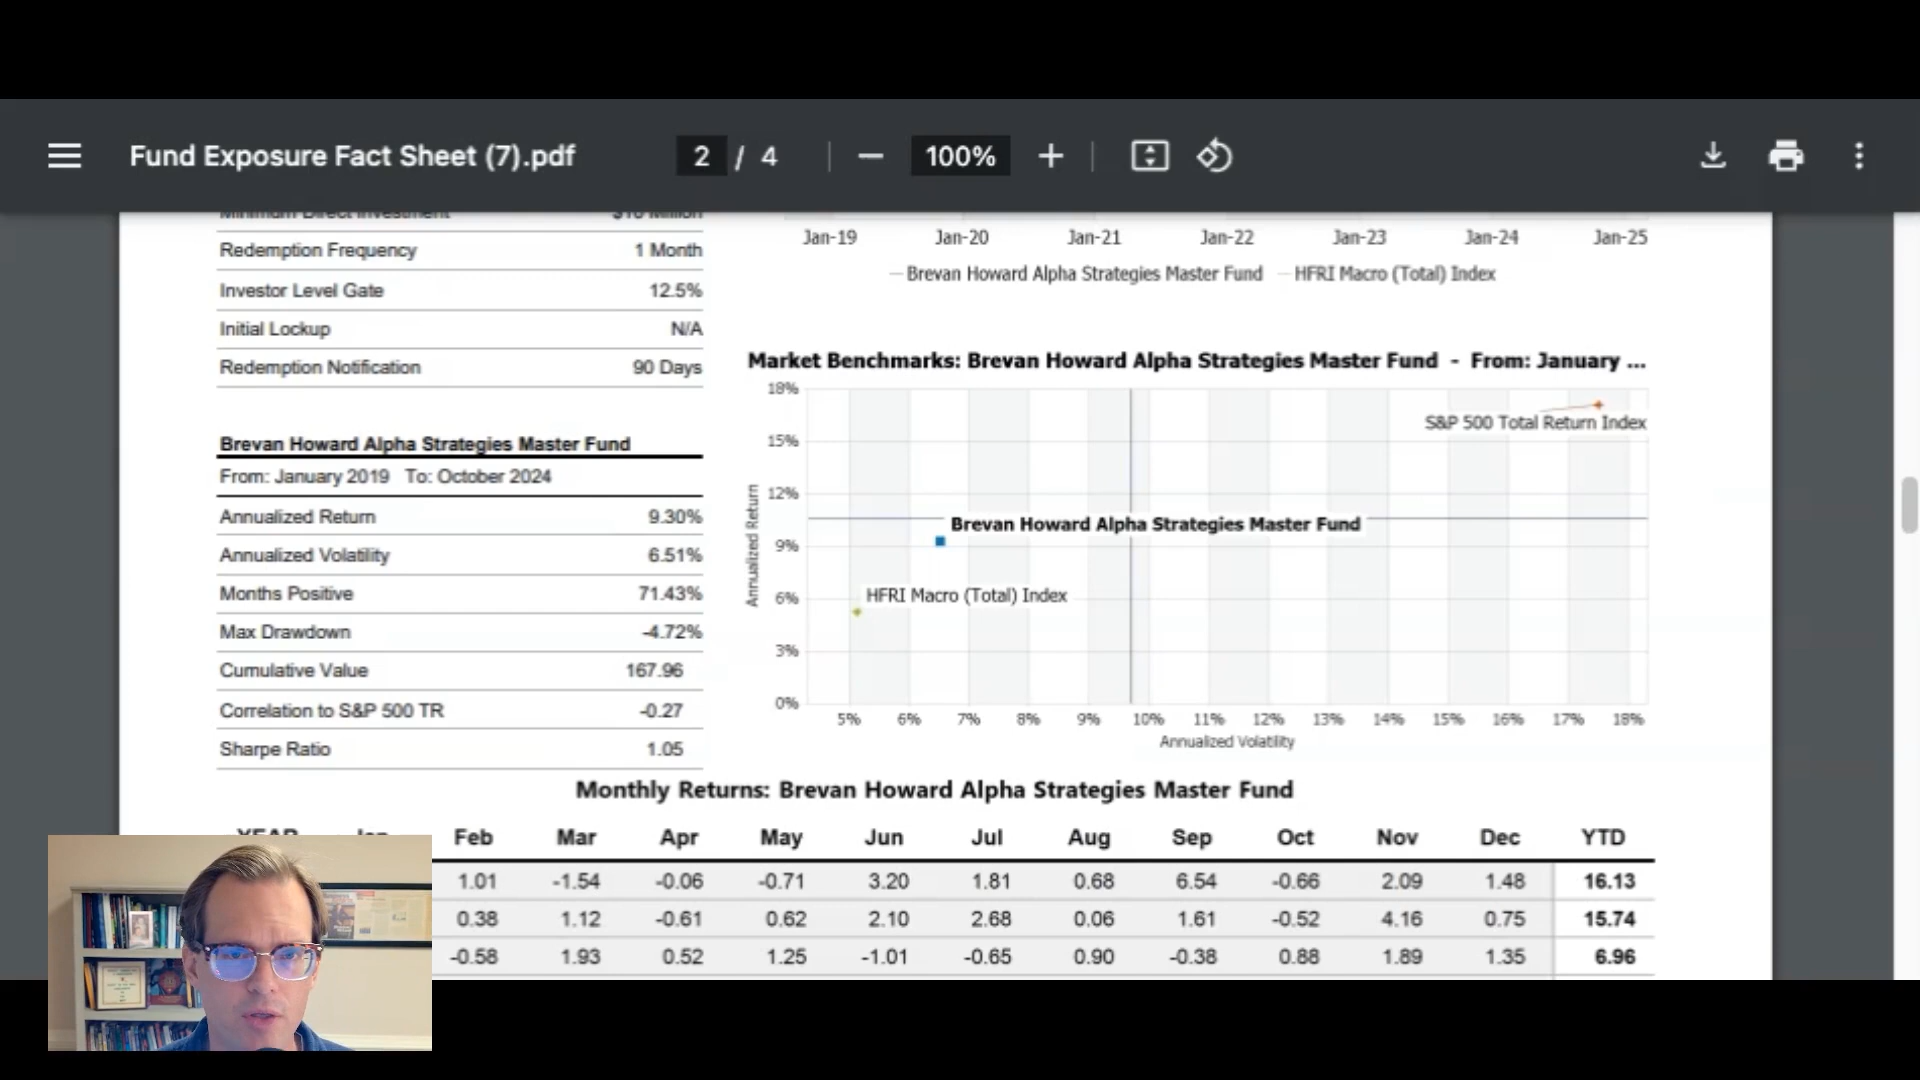 Fund Exposure Fact Sheet (7).pdf
2 / 4
100%
Minimum Direct Investment $10 Million
Redemption Frequency 1 Month
Investor Level Gate 12.5%
Initial Lockup N/A
Redemption Notification 90 Days
Brevan Howard Alpha Strategies Master Fund
From: January 2019 To: October 2024
Annualized Return 9.30%
Annualized Volatility 6.51%
Months Positive 71.43%
Max Drawdown -4.72%
Cumulative Value 167.96
Correlation to S&P 500 TR -0.27
Sharpe Ratio 1.05
Jan-19 Jan-20 Jan-21 Jan-22 Jan-23 Jan-24 Jan-25
Brevan Howard Alpha Strategies Master Fund HFRI Macro (Total) Index
Market Benchmarks: Brevan Howard Alpha Strategies Master Fund - From: January ...
18%
S&P 500 Total Return Index
15%
12%
Annualized Return
Brevan Howard Alpha Strategies Master Fund
9%
HFRI Macro (Total) Index
6%
3%
0%
5% 6% 7% 8% 9% 10% 11% 12% 13% 14% 15% 16% 17% 18%
Annualized Volatility
Monthly Returns: Brevan Howard Alpha Strategies Master Fund
YEAR Jan Feb Mar Apr May Jun Jul Aug Sep Oct Nov Dec YTD
1.01 -1.54 -0.06 -0.71 3.20 1.81 0.68 6.54 -0.66 2.09 1.48 16.13
0.38 1.12 -0.61 0.62 2.10 2.68 0.06 1.61 -0.52 4.16 0.75 15.74
-0.58 1.93 0.52 1.25 -1.01 -0.65 0.90 -0.38 0.88 1.89 1.35 6.96